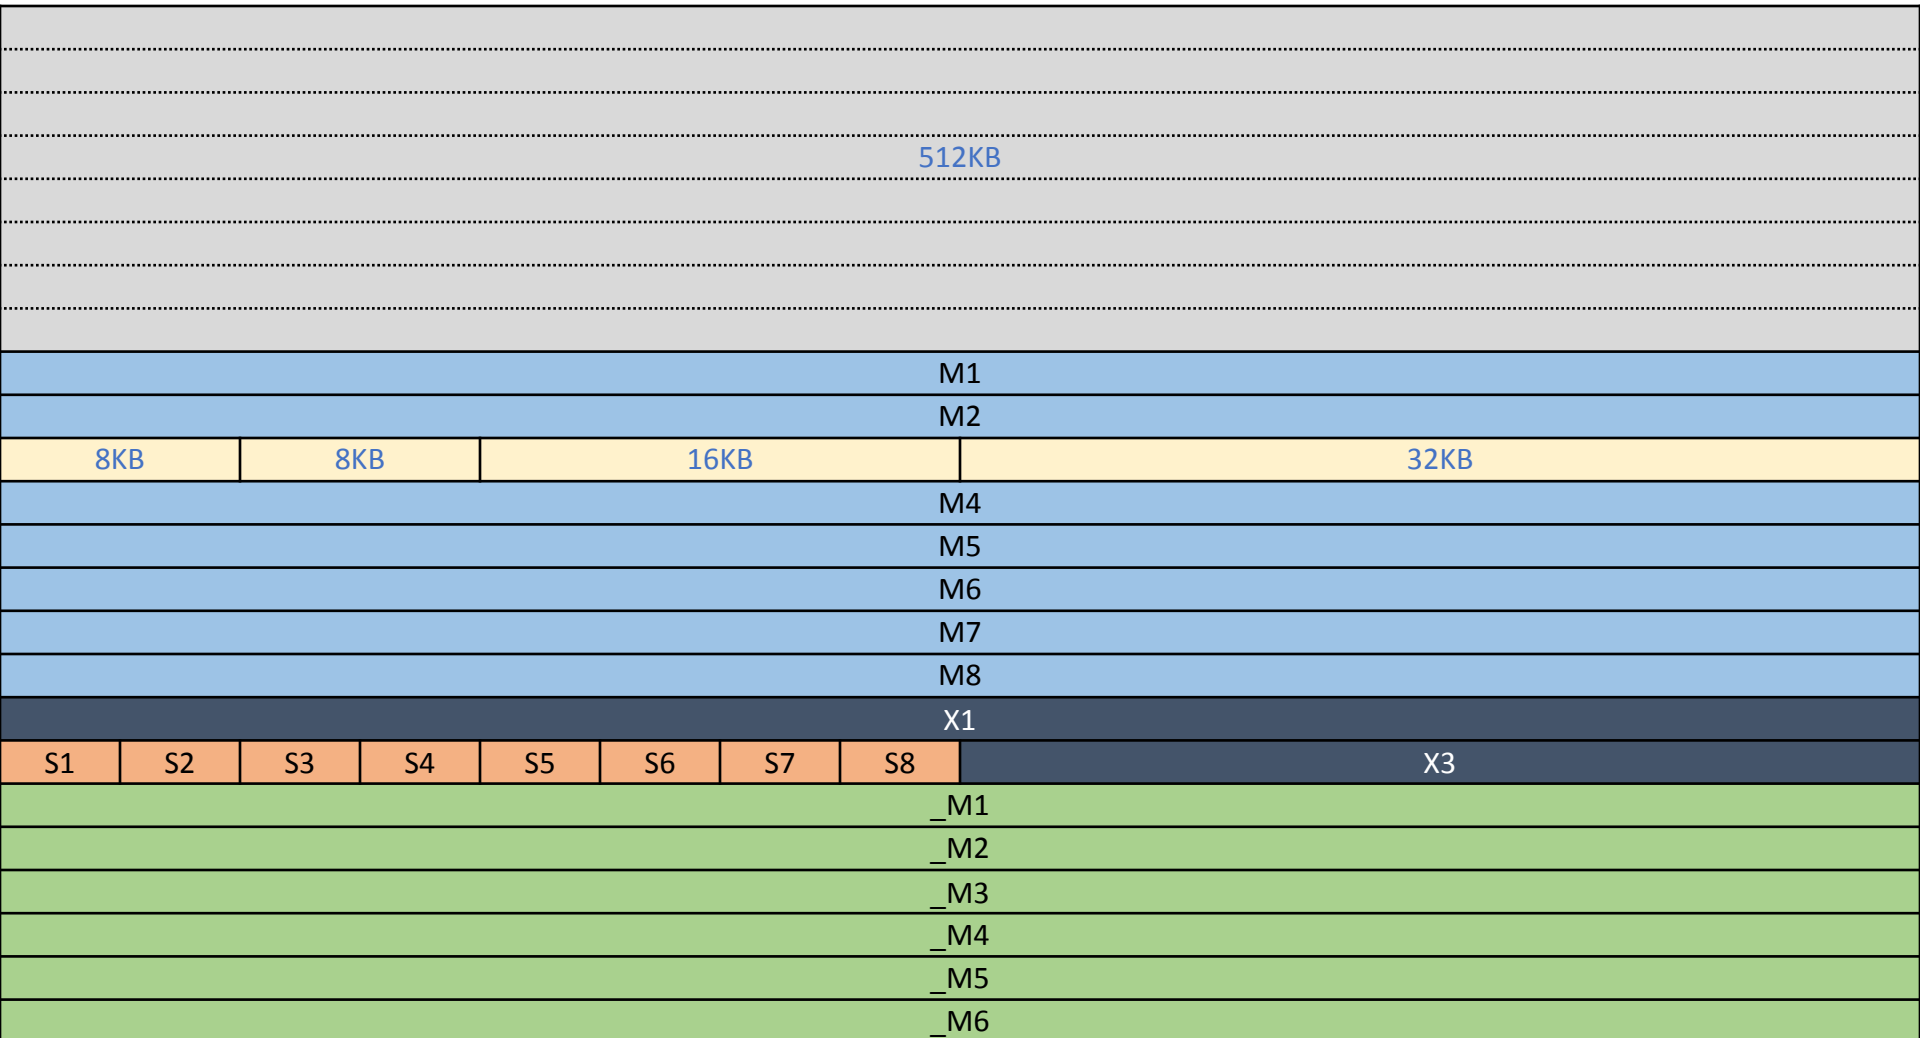 512KB
M1
M2
8KB 8KB 16KB 32KB
M4
M5
M6
M7
M8
X1
S1 S2 S3 S4 S5 S6 S7 S8 X3
_M1
_M2
_M3
_M4
_M5
_M6